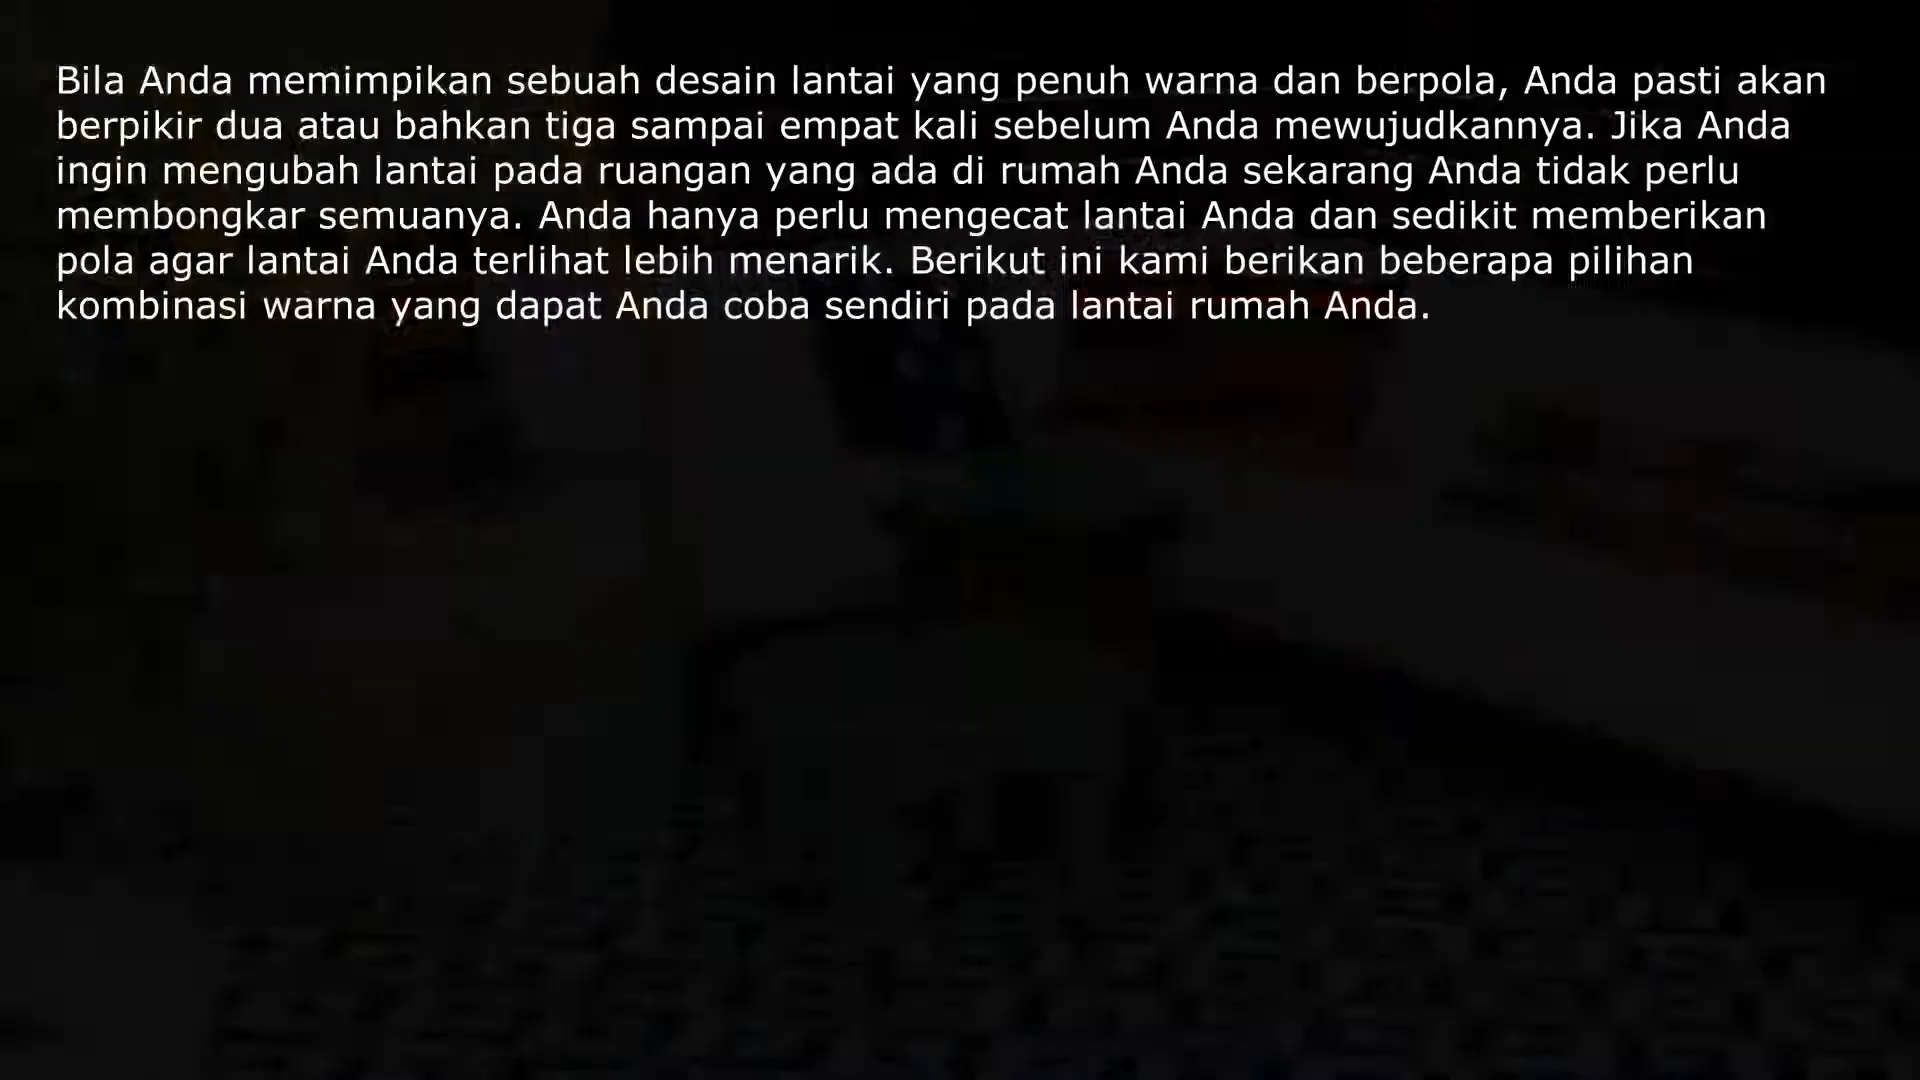 Bila Anda memimpikan sebuah desain lantai yang penuh warna dan berpola, Anda pasti akan
berpikir dua atau bahkan tiga sampai empat kali sebelum Anda mewujudkannya. Jika Anda
ingin mengubah lantai pada ruangan yang ada di rumah Anda sekarang Anda tidak perlu
membongkar semuanya. Anda hanya perlu mengecat lantai Anda dan sedikit memberikan
pola agar lantai Anda terlihat lebih menarik. Berikut ini kami berikan beberapa pilihan
kombinasi warna yang dapat Anda coba sendiri pada lantai rumah Anda.